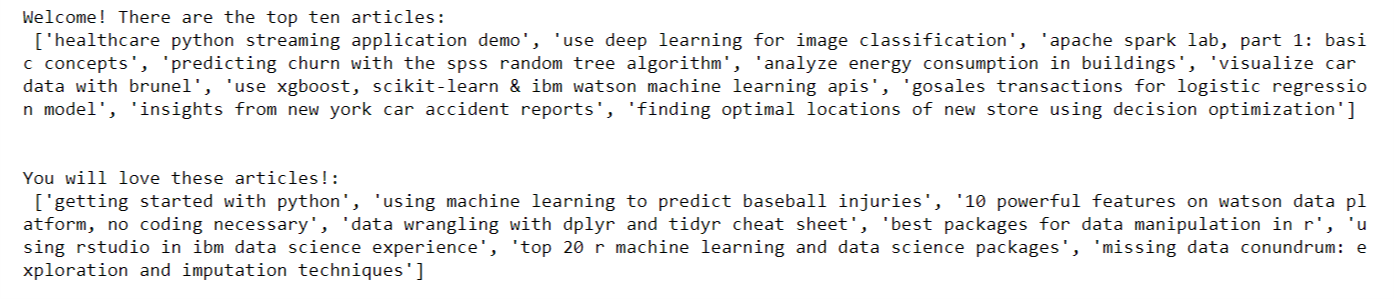 Welcome! There are the top ten articles:
 ['healthcare python streaming application demo', 'use deep learning for image classification', 'apache spark lab, part 1: basi
c concepts', 'predicting churn with the spss random tree algorithm', 'analyze energy consumption in buildings', 'visualize car
data with brunel', 'use xgboost, scikit-learn & ibm watson machine learning apis', 'gosales transactions for logistic regressio
n model', 'insights from new york car accident reports', 'finding optimal locations of new store using decision optimization']
You will love these articles!:
 ['getting started with python', 'using machine learning to predict baseball injuries', '10 powerful features on watson data pl
atform, no coding necessary', 'data wrangling with dplyr and tidyr cheat sheet', 'best packages for data manipulation in r', 'u
sing rstudio in ibm data science experience', 'top 20 r machine learning and data science packages', 'missing data conundrum: e
xploration and imputation techniques']